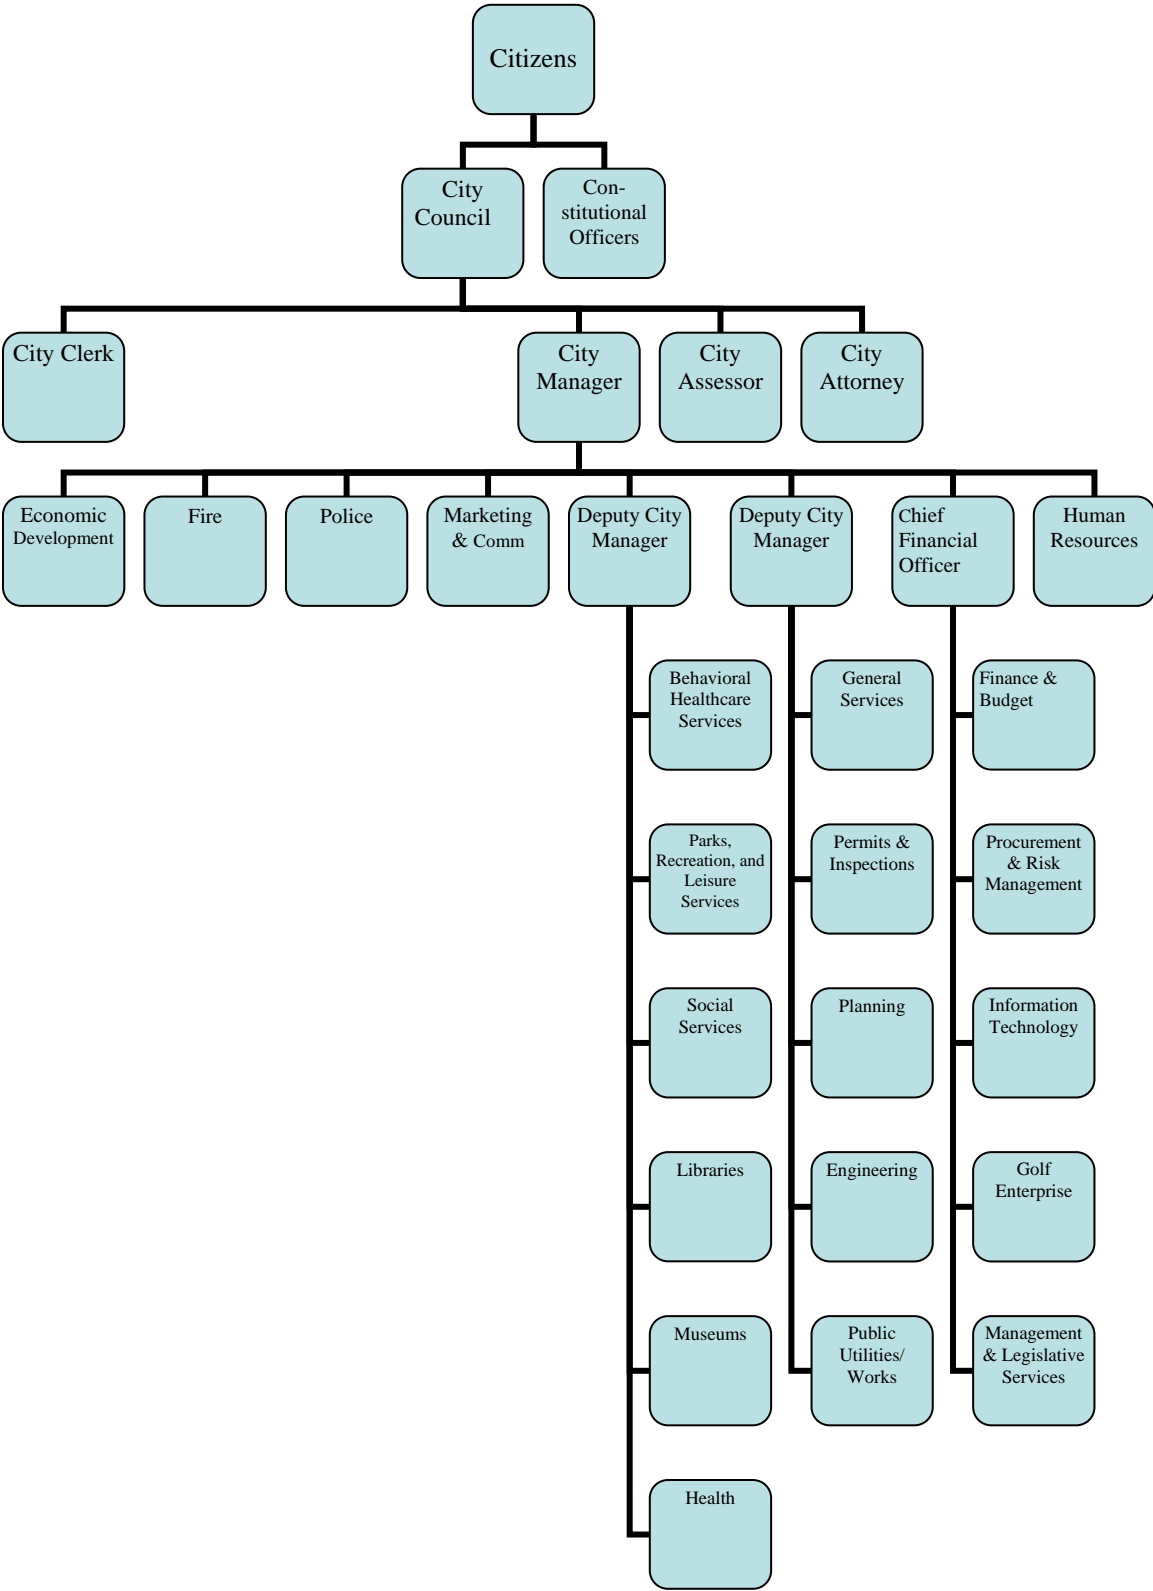 Citizens
City
Council
Con-
stitutional
Officers
City Clerk
City
Manager
City
Assessor
City
Attorney
Economic
Development
Fire
Police
Marketing
& Comm
Deputy City
Manager
Deputy City
Manager
Chief
Financial
Officer
Human
Resources
Behavioral
Healthcare
Services
General
Services
Finance &
Budget
Parks,
Recreation, and
Leisure
Services
Permits &
Inspections
Procurement
& Risk
Management
Social
Services
Planning
Information
Technology
Libraries
Engineering
Golf
Enterprise
Museums
Public
Utilities/
Works
Management
& Legislative
Services
Health